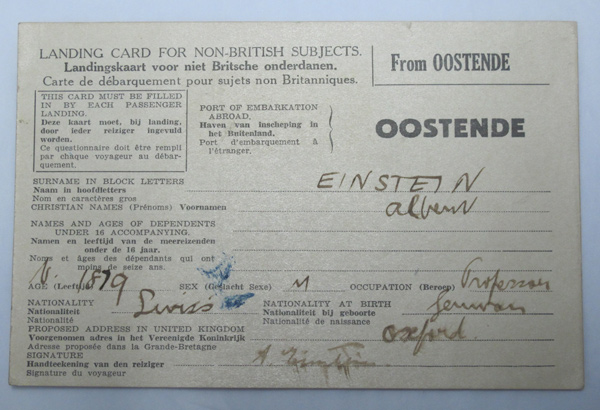 LANDING CARD FOR NON-BRITISH SUBJECTS.
Landingskaart voor niet Britsche onderdanen.
Carte de débarquement pour sujets non Britanniques.
From OOSTENDE
THIS CARD MUST BE FILLED
IN BY EACH PASSENGER
LANDING.
Deze kaart moet, bij landing,
door ieder reiziger ingevuld
worden.
Ce questionnaire doit être rempli
par chàque voyageur au débar-
quement.
PORT OF EMBARKATION
ABROAD,
Haven van inscheping in
het Buitenland.
Port d'embarquement à
l'étranger.
OOSTENDE
SURNAME IN BLOCK LETTERS
Naam in hoofdletters
Nom en caractères gros
EINSTEIN
CHRISTIAN NAMES (Prénoms) Voornamen
Albert
NAMES AND AGES OF DEPENDENTS
UNDER 16 ACCOMPANYING.
Namen en leeftijd van de meereizenden
onder de 16 jaar.
Noms et âges des dépendants qui ont
moins de seize ans.
AGE 1879
SEX (Geslacht Sexe) M
OCCUPATION (Beroep) Professor
NATIONALITY
Nationaliteit
Nationalité
Swiss
NATIONALITY AT BIRTH
Nationaliteit bij geboorte
Nationalité de naissance
German
PROPOSED ADDRESS IN UNITED KINGDOM
Voorgenomen adres in het Vereenigde Koninkrijk
Adresse proposée dans la Grande-Bretagne
Oxford
SIGNATURE
Handteekening van den reiziger
Signature du voyageur
A. Einstein.